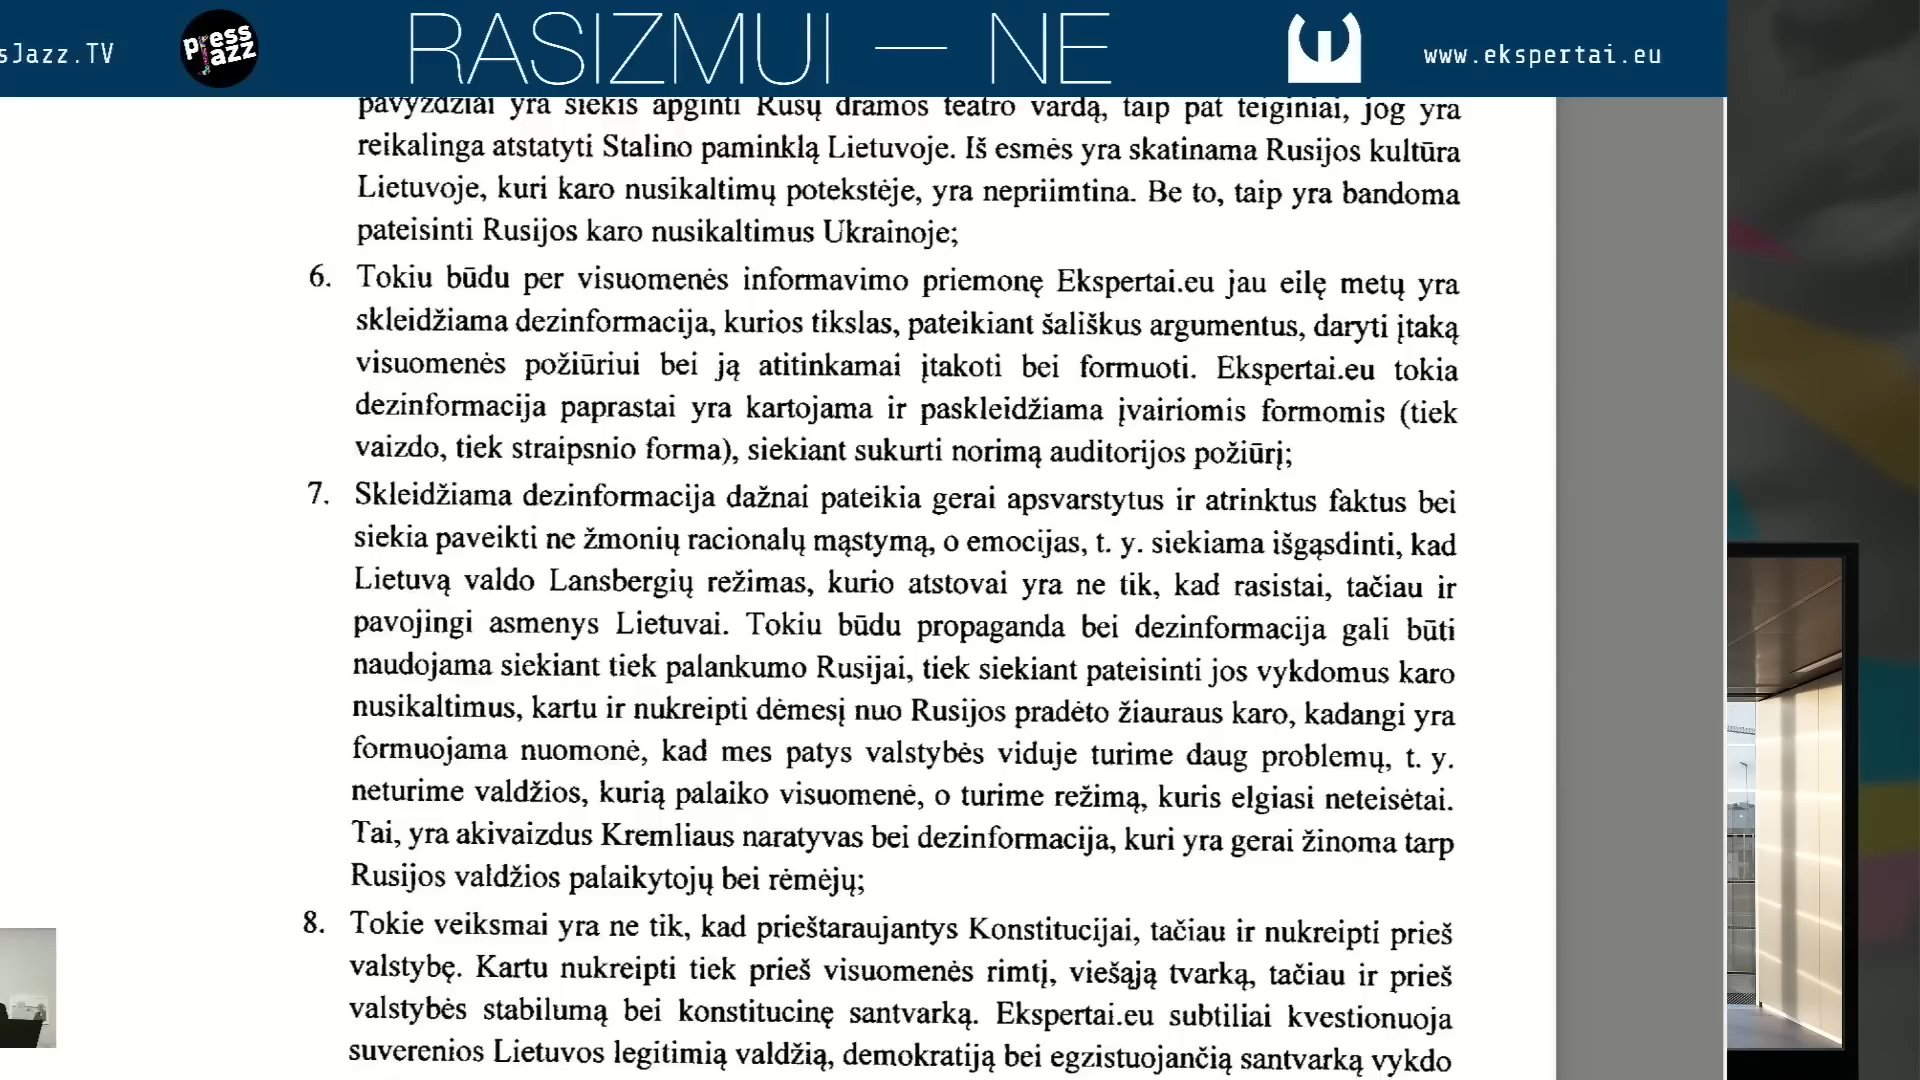 sJazz.TV
press
jazz
RASIZMUI — NE
www.ekspertai.eu
pavyzdžiai yra siekis apginti Rusų dramos teatro vardą, taip pat teiginiai, jog yra
reikalinga atstatyti Stalino paminklą Lietuvoje. Iš esmės yra skatinama Rusijos kultūra
Lietuvoje, kuri karo nusikaltimų potekstėje, yra nepriimtina. Be to, taip yra bandoma
pateisinti Rusijos karo nusikaltimus Ukrainoje;
6. Tokiu būdu per visuomenės informavimo priemonę Ekspertai.eu jau eilę metų yra
skleidžiama dezinformacija, kurios tikslas, pateikiant šališkus argumentus, daryti įtaką
visuomenės požiūriui bei ją atitinkamai įtakoti bei formuoti. Ekspertai.eu tokia
dezinformacija paprastai yra kartojama ir paskleidžiama įvairiomis formomis (tiek
vaizdo, tiek straipsnio forma), siekiant sukurti norimą auditorijos požiūrį;
7. Skleidžiama dezinformacija dažnai pateikia gerai apsvarstytus ir atrinktus faktus bei
siekia paveikti ne žmonių racionalų mąstymą, o emocijas, t. y. siekiama išgąsdinti, kad
Lietuvą valdo Lansbergių režimas, kurio atstovai yra ne tik, kad rasistai, tačiau ir
pavojingi asmenys Lietuvai. Tokiu būdu propaganda bei dezinformacija gali būti
naudojama siekiant tiek palankumo Rusijai, tiek siekiant pateisinti jos vykdomus karo
nusikaltimus, kartu ir nukreipti dėmesį nuo Rusijos pradėto žiauraus karo, kadangi yra
formuojama nuomonė, kad mes patys valstybės viduje turime daug problemų, t. y.
neturime valdžios, kurią palaiko visuomenė, o turime režimą, kuris elgiasi neteisėtai.
Tai, yra akivaizdus Kremliaus naratyvas bei dezinformacija, kuri yra gerai žinoma tarp
Rusijos valdžios palaikytojų bei rėmėjų;
8. Tokie veiksmai yra ne tik, kad prieštaraujantys Konstitucijai, tačiau ir nukreipti prieš
valstybę. Kartu nukreipti tiek prieš visuomenės rimtį, viešąją tvarką, tačiau ir prieš
valstybės stabilumą bei konstitucinę santvarką. Ekspertai.eu subtiliai kvestionuoja
suverenios Lietuvos legitimią valdžią, demokratiją bei egzistuojančią santvarką vykdo